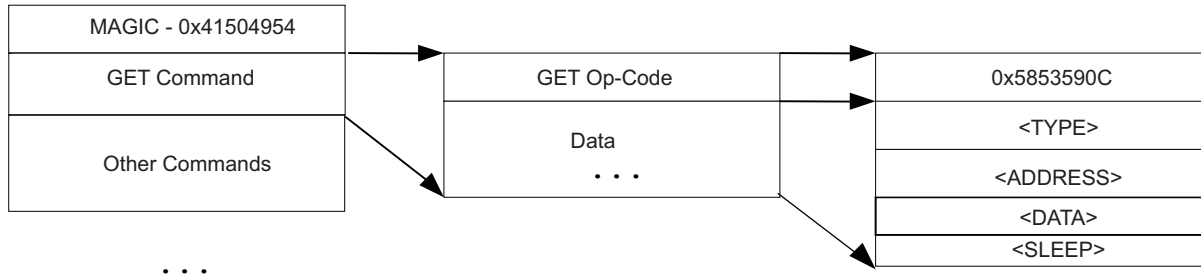 MAGIC - 0x41504954
GET Command
Other Commands
. . .
GET Op-Code
Data
. . .
0x5853590C
<TYPE>
<ADDRESS>
<DATA>
<SLEEP>